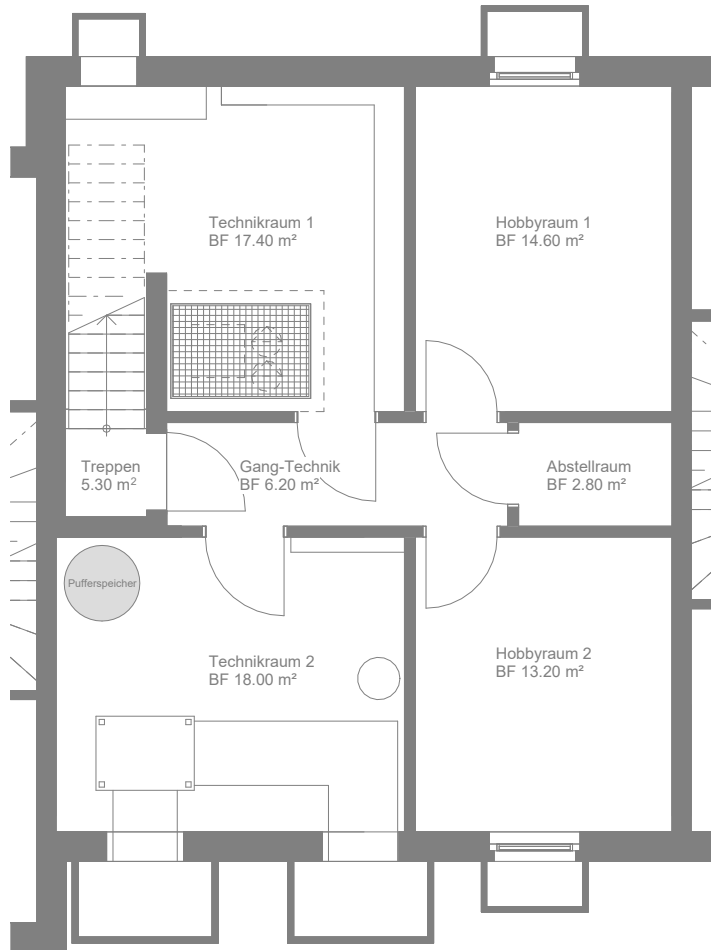 Technikraum 1
BF 17.40 m²
Hobbyraum 1
BF 14.60 m²
Treppen
5.30 m²
Gang-Technik
BF 6.20 m²
Abstellraum
BF 2.80 m²
Pufferspeicher
Technikraum 2
BF 18.00 m²
Hobbyraum 2
BF 13.20 m²